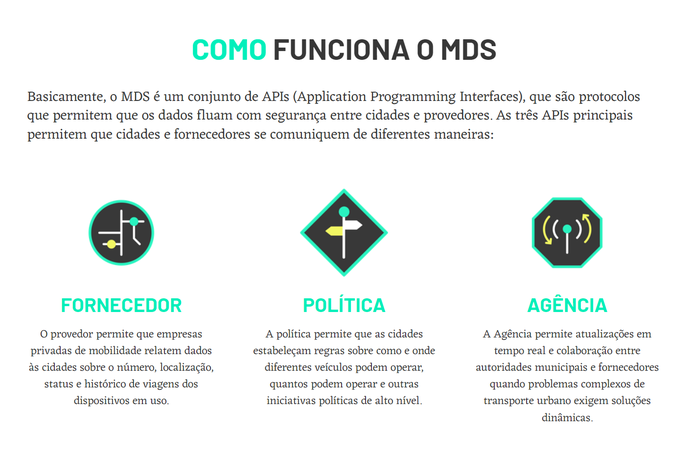 COMO FUNCIONA O MDS
Basicamente, o MDS é um conjunto de APIs (Application Programming Interfaces), que são protocolos
que permitem que os dados fluam com segurança entre cidades e provedores. As três APIs principais
permitem que cidades e fornecedores se comuniquem de diferentes maneiras:
FORNECEDOR
O provedor permite que empresas
privadas de mobilidade relatem dados
às cidades sobre o número, localização,
status e histórico de viagens dos
dispositivos em uso.
POLÍTICA
A política permite que as cidades
estabeleçam regras sobre como e onde
diferentes veículos podem operar,
quantos podem operar e outras
iniciativas políticas de alto nível.
AGÊNCIA
A Agência permite atualizações em
tempo real e colaboração entre
autoridades municipais e fornecedores
quando problemas complexos de
transporte urbano exigem soluções
dinâmicas.